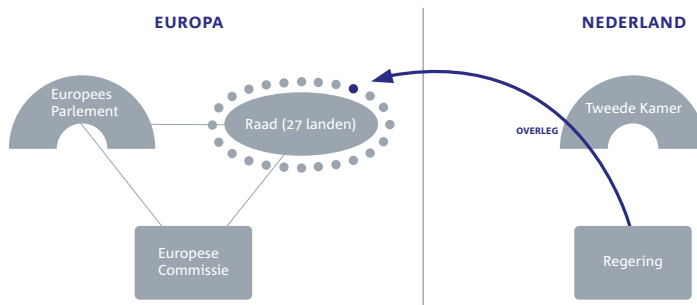 EUROPA
NEDERLAND
Europees
Parlement
Raad (27 landen)
Tweede Kamer
OVERLEG
Europese
Commissie
Regering